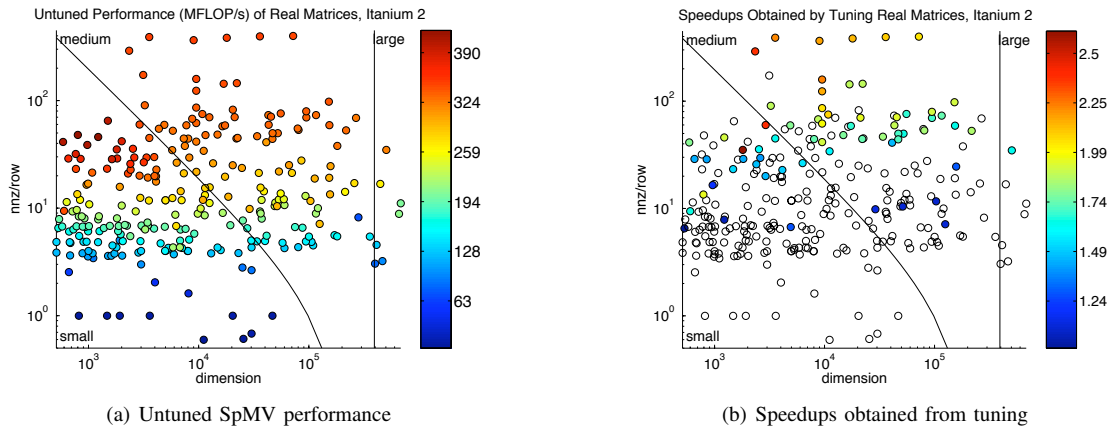 Untuned Performance (MFLOP/s) of Real Matrices, Itanium 2
medium
large
small
10^2
10^1
10^0
nnz/row
10^3
10^4
10^5
dimension
390
324
259
194
128
63
(a) Untuned SpMV performance
Speedups Obtained by Tuning Real Matrices, Itanium 2
medium
large
small
10^2
10^1
10^0
nnz/row
10^3
10^4
10^5
dimension
2.5
2.25
2
1.74
1.49
1.24
(b) Speedups obtained from tuning